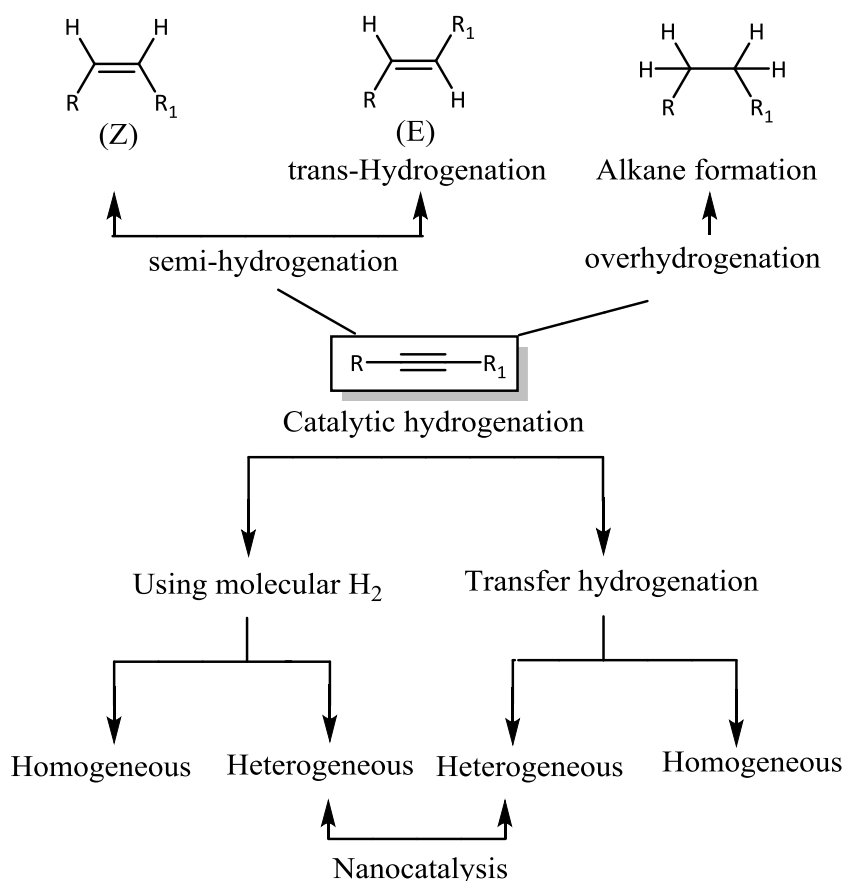 H H
R R1
(Z)
H R1
R H
(E)
trans-Hydrogenation
H H
H H
R R1
Alkane formation
semi-hydrogenation
overhydrogenation
R R1
Catalytic hydrogenation
Using molecular H2
Transfer hydrogenation
Homogeneous
Heterogeneous
Heterogeneous
Homogeneous
Nanocatalysis